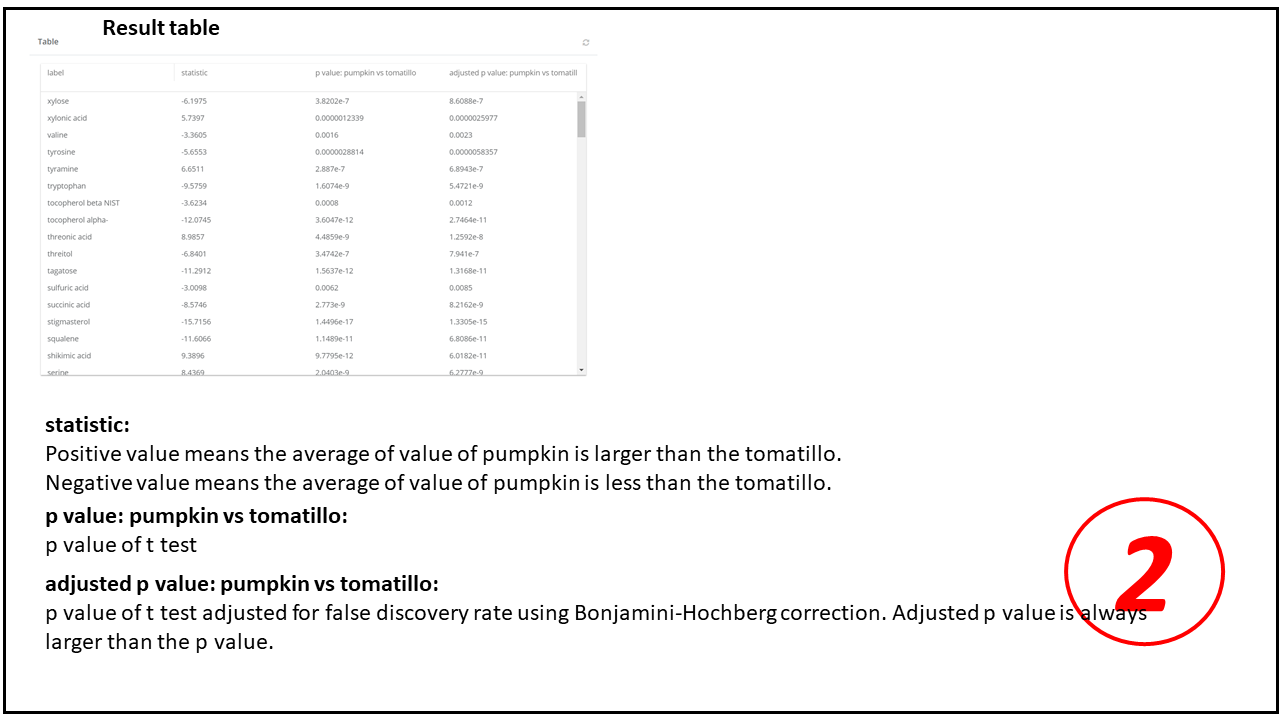 Result table
Table
label statistic p value: pumpkin vs tomatillo adjusted p value: pumpkin vs tomatill
xylose -6.1975 3.8202e-7 8.6088e-7
xylonic acid 5.7397 0.0000012339 0.0000025977
valine -3.3605 0.0016 0.0023
tyrosine -5.6553 0.0000028814 0.0000058357
tyramine 6.6511 2.887e-7 6.8943e-7
tryptophan -9.5759 1.6074e-9 5.4721e-9
tocopherol beta NIST -3.6234 0.0008 0.0012
tocopherol alpha- -12.0745 3.6047e-12 2.7464e-11
threonic acid 8.9857 4.4859e-9 1.2592e-8
threitol -6.8401 3.4742e-7 7.941e-7
tagatose -11.2912 1.5637e-12 1.3168e-11
sulfuric acid -3.0098 0.0062 0.0085
succinic acid -8.5746 2.773e-9 8.2162e-9
stigmasterol -15.7156 1.4496e-17 1.3305e-15
squalene -11.6066 1.1489e-11 6.8086e-11
shikimic acid 9.3896 9.7795e-12 6.0182e-11
serine 8.4369 2.0403e-9 6.2777e-9
statistic:
Positive value means the average of value of pumpkin is larger than the tomatillo.
Negative value means the average of value of pumpkin is less than the tomatillo.
p value: pumpkin vs tomatillo:
p value of t test
adjusted p value: pumpkin vs tomatillo:
p value of t test adjusted for false discovery rate using Bonjamini-Hochberg correction. Adjusted p value is always
larger than the p value.
2